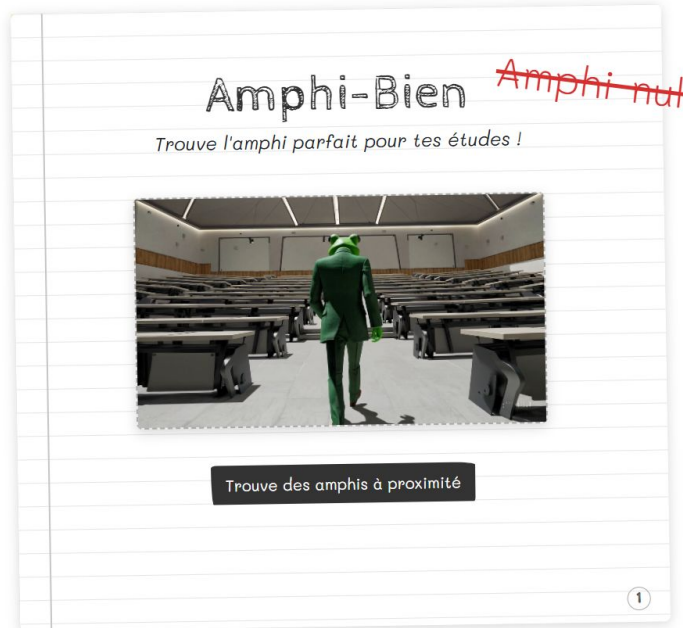 Amphi-Bien
Amphi nul
Trouve l'amphi parfait pour tes études !
Trouve des amphis à proximité
1